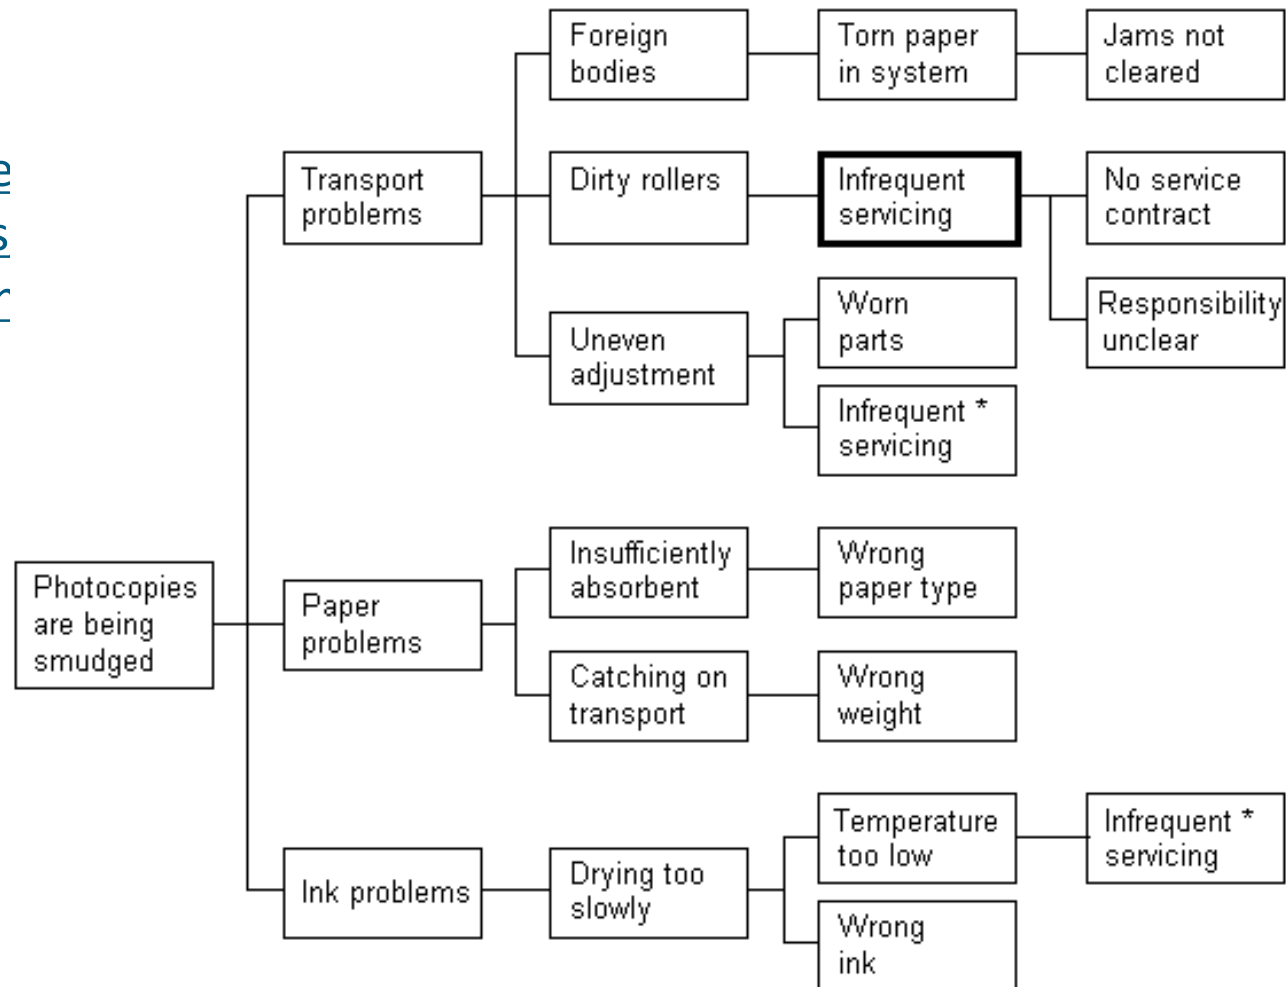 Foreign
bodies
Torn paper
in system
Jams not
cleared
Transport
problems
Dirty rollers
Infrequent
servicing
No service
contract
Responsibility
unclear
Uneven
adjustment
Worn
parts
Infrequent *
servicing
Photocopies
are being
smudged
Paper
problems
Insufficiently
absorbent
Wrong
paper type
Catching on
transport
Wrong
weight
Ink problems
Drying too
slowly
Temperature
too low
Infrequent *
servicing
Wrong
ink